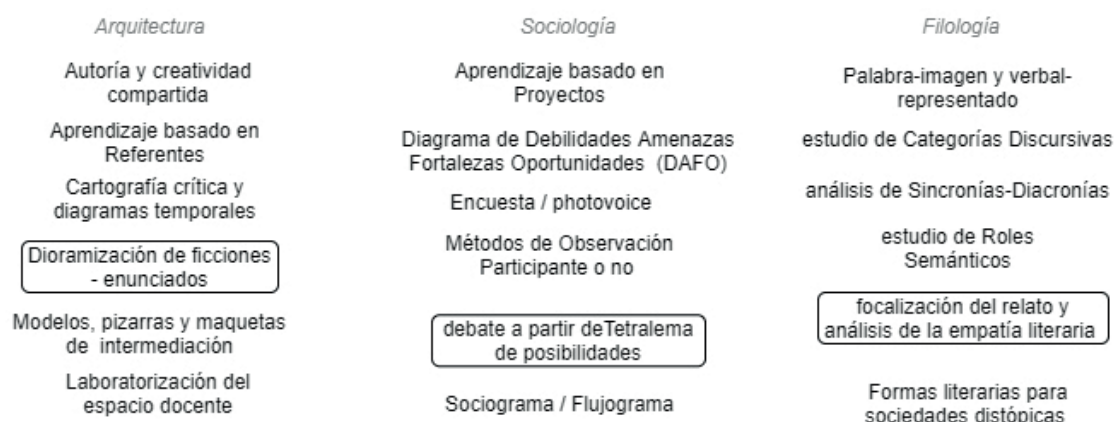 Arquitectura
Autoría y creatividad
compartida
Aprendizaje basado en
Referentes
Cartografía crítica y
diagramas temporales
Dioramización de ficciones
- enunciados
Modelos, pizarras y maquetas
de intermediación
Laboratorización del
espacio docente
Sociología
Aprendizaje basado en
Proyectos
Diagrama de Debilidades Amenazas
Fortalezas Oportunidades (DAFO)
Encuesta / photovoice
Métodos de Observación
Participante o no
debate a partir deTetralema
de posibilidades
Sociograma / Flujograma
Filología
Palabra-imagen y verbal-
representado
estudio de Categorías Discursivas
análisis de Sincronías-Diacronías
estudio de Roles
Semánticos
focalización del relato y
análisis de la empatía literaria
Formas literarias para
sociedades distópicas